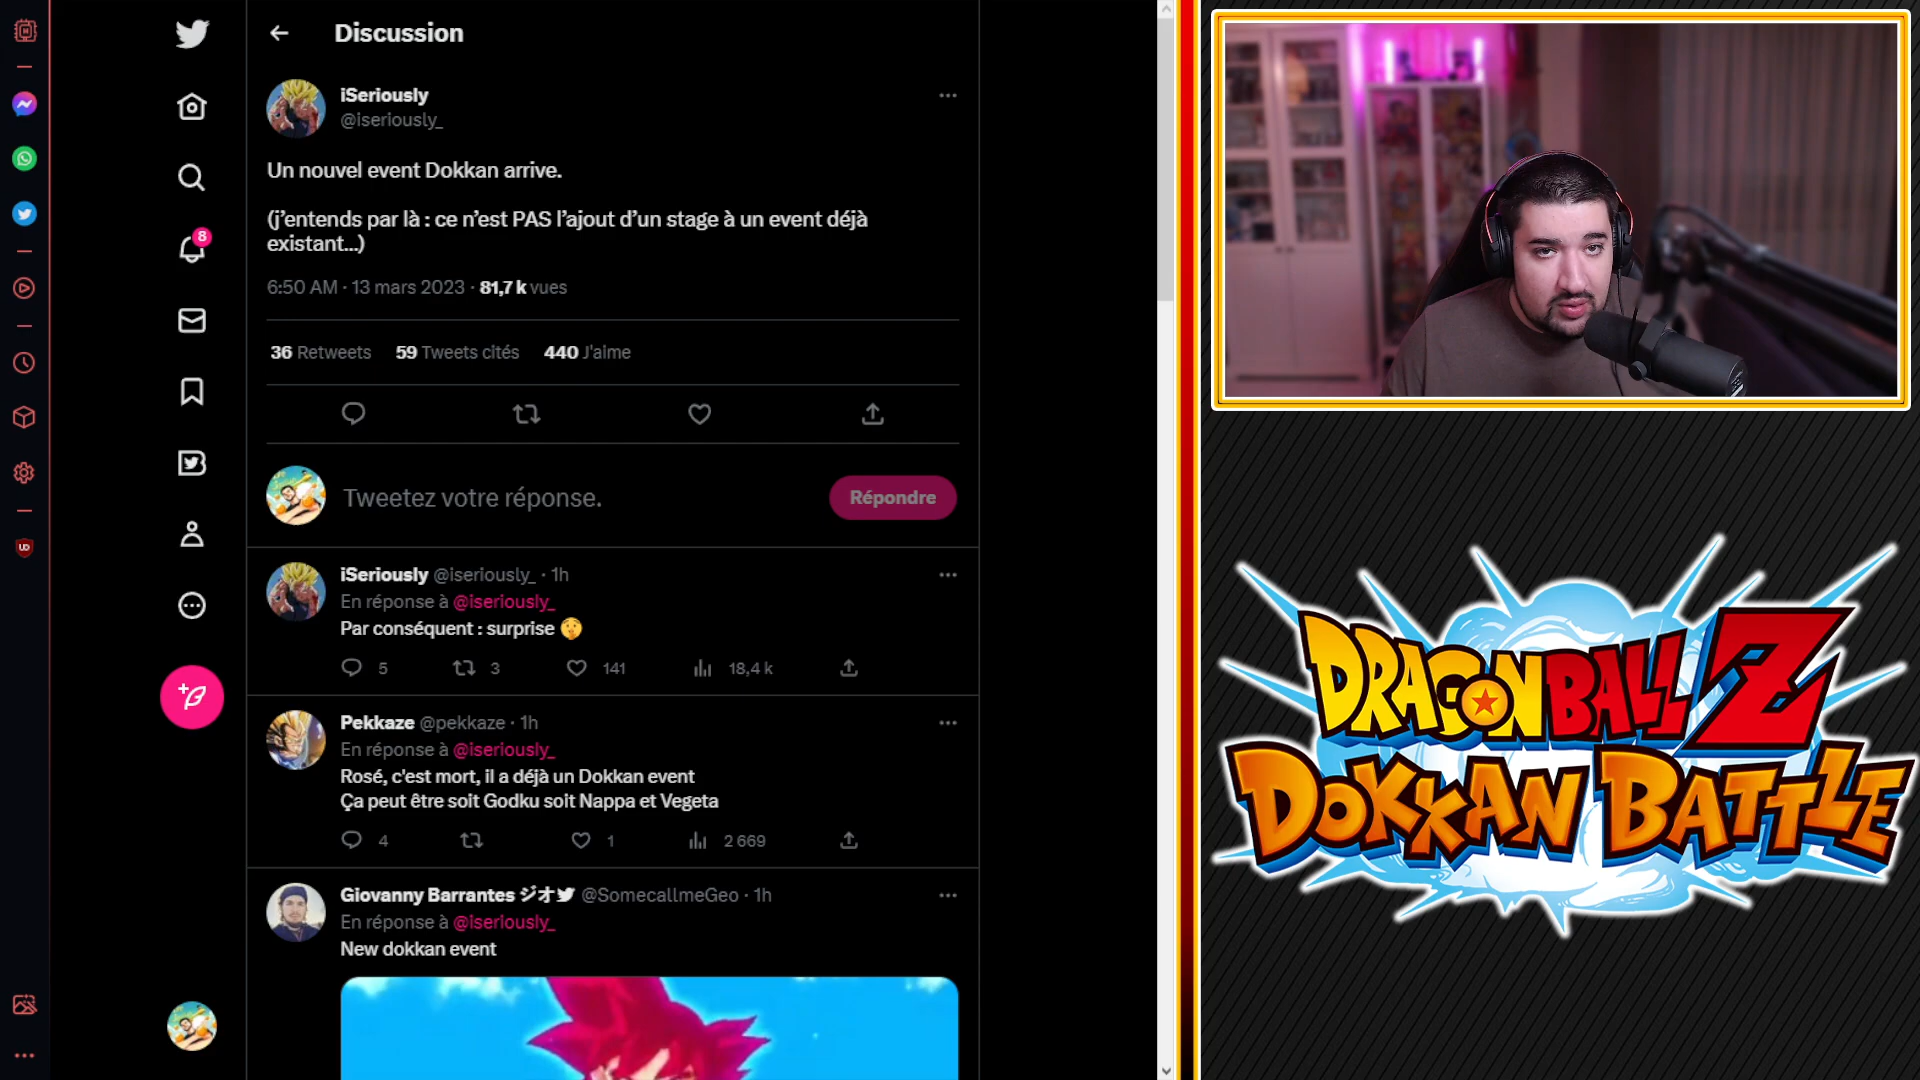 Discussion
iSeriously
@iseriously_
Un nouvel event Dokkan arrive.
(j'entends par là : ce n'est PAS l'ajout d'un stage à un event déjà
existant...)
6:50 AM · 13 mars 2023 · 81,7 k vues
36 Retweets 59 Tweets cités 440 J'aime
Tweetez votre réponse.
Répondre
iSeriously @iseriously_ · 1h
En réponse à @iseriously_
Par conséquent : surprise 🤫
5 3 141 18,4 k
Pekkaze @pekkaze · 1h
En réponse à @iseriously_
Rosé, c'est mort, il a déjà un Dokkan event
Ça peut être soit Godku soit Nappa et Vegeta
4 1 2 669
Giovanny Barrantes ジオ @SomecallmeGeo · 1h
En réponse à @iseriously_
New dokkan event
8
UD
DRAGONBALL Z
DOKKAN BATTLE